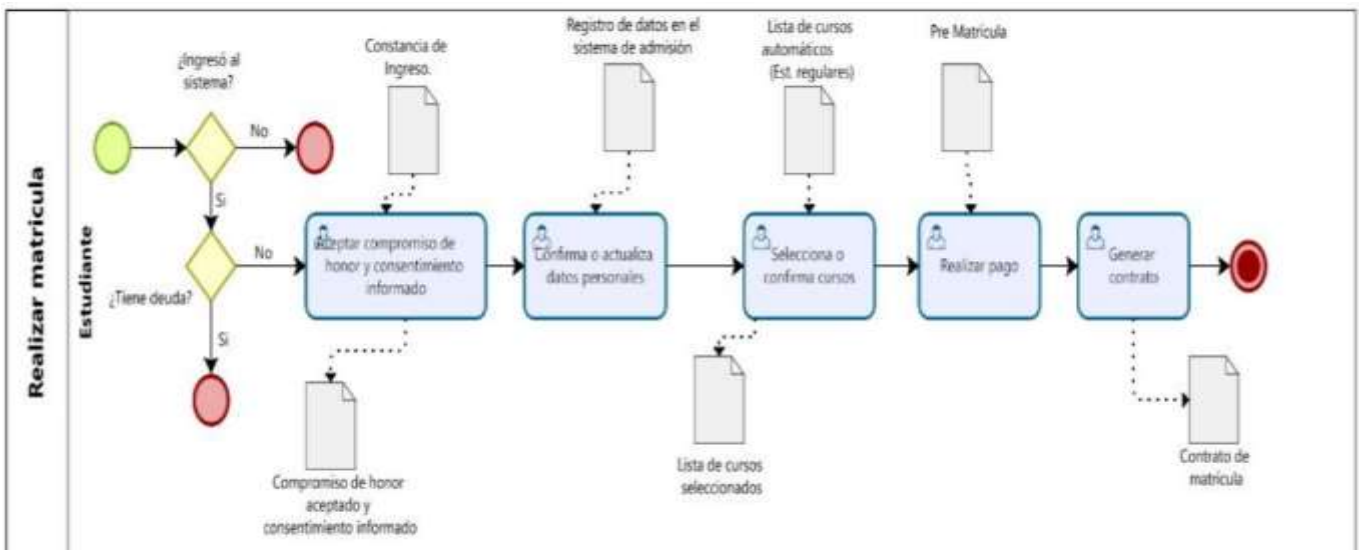 Realizar matricula
Estudiante
¿Ingresó al
sistema?
No
Si
¿Tiene deuda?
No
Si
Constancia de
Ingreso.
Aceptar compromiso de
honor y consentimiento
informado
Compromiso de honor
aceptado y
consentimiento informado
Registro de datos en el
sistema de admisión
Confirma o actualiza
datos personales
Lista de cursos
automáticos
(Est. regulares)
Selecciona o
confirma cursos
Lista de cursos
seleccionados
Pre Matricula
Realizar pago
Generar
contrato
Contrato de
matrícula